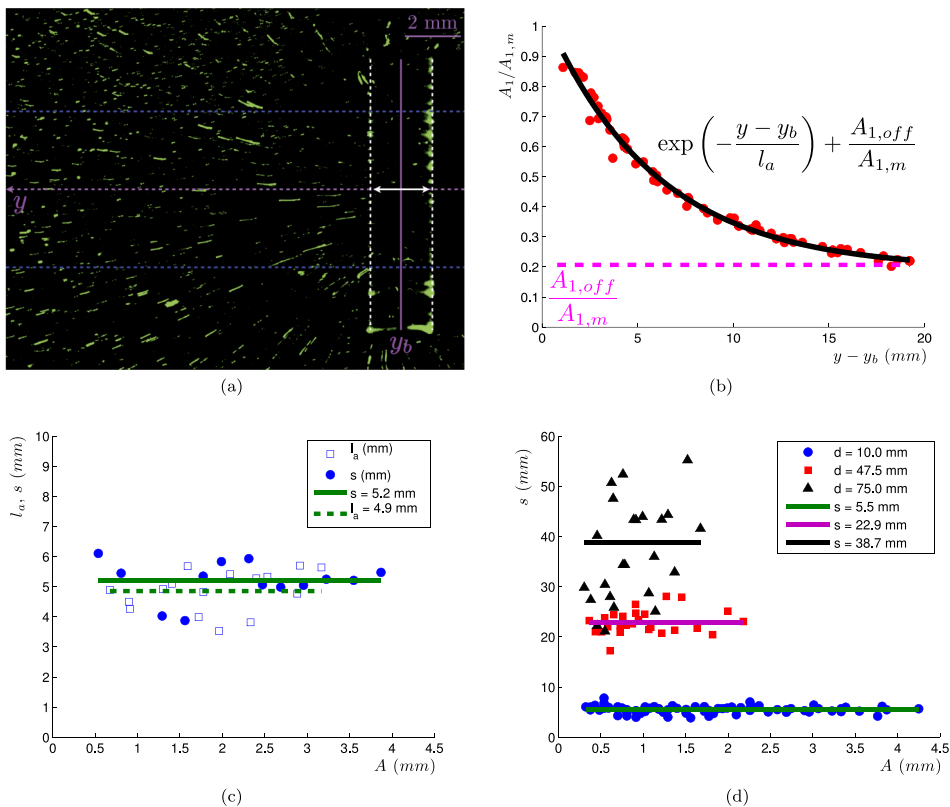 2 mm
y
y_b
(a)
A_1/A_{1,m}
1
0.9
0.8
0.7
0.6
0.5
0.4
0.3
0.2
0.1
0
exp ( - (y − y_b) / l_a ) + A_{1,off} / A_{1,m}
A_{1,off}
A_{1,m}
0 5 10 15 20
y − y_b (mm)
(b)
l_a, s (mm)
10
9
8
7
6
5
4
3
2
1
0
l_a (mm)
s (mm)
s = 5.2 mm
l_a = 4.9 mm
0 0.5 1 1.5 2 2.5 3 3.5 4 4.5
A (mm)
(c)
s (mm)
60
50
40
30
20
10
0
d = 10.0 mm
d = 47.5 mm
d = 75.0 mm
s = 5.5 mm
s = 22.9 mm
s = 38.7 mm
0 0.5 1 1.5 2 2.5 3 3.5 4 4.5
A (mm)
(d)